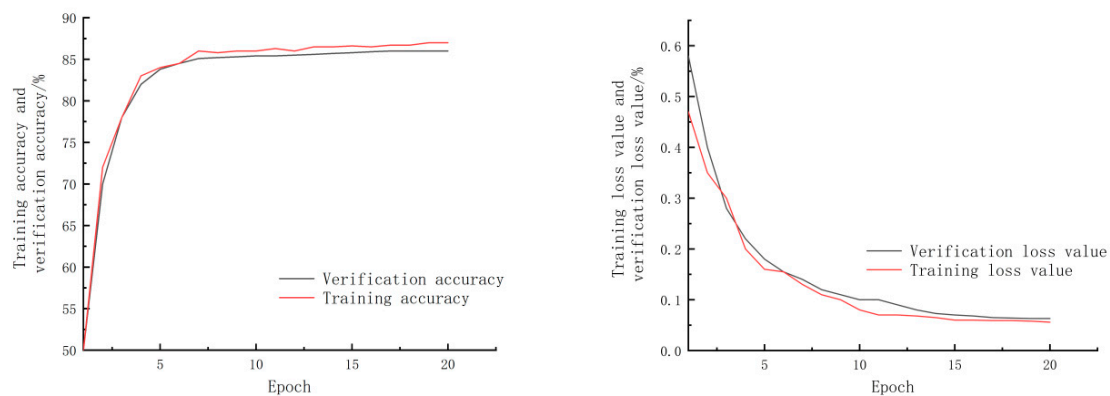 Training accuracy and
verification accuracy/%
90
85
80
75
70
65
60
55
50
5
10
15
20
Epoch
Verification accuracy
Training accuracy
Training loss value and
verification loss value/%
0.6
0.5
0.4
0.3
0.2
0.1
0.0
5
10
15
20
Epoch
Verification loss value
Training loss value